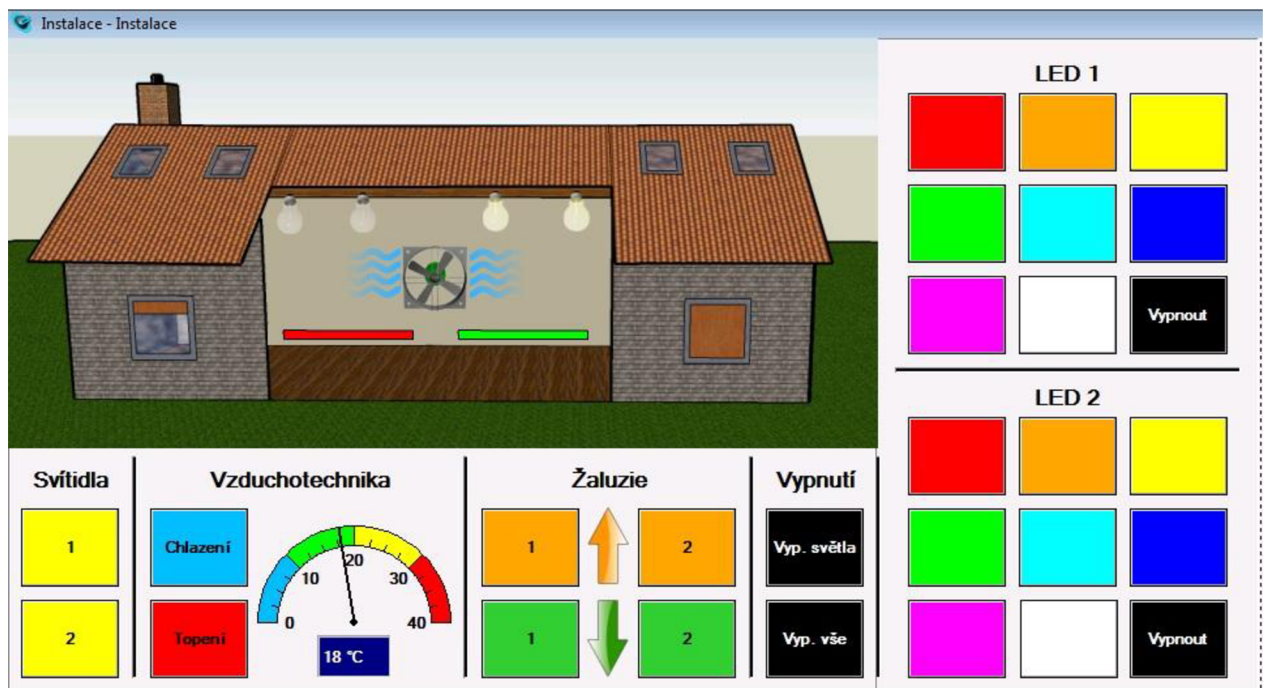 Instalace - Instalace
LED 1
Vypnout
LED 2
Vypnout
Svítidla
1
2
Vzduchotechnika
Chlazení
Topení
0
10
20
30
40
18 °C
Žaluzie
1
2
1
2
Vypnutí
Vyp. světla
Vyp. vše